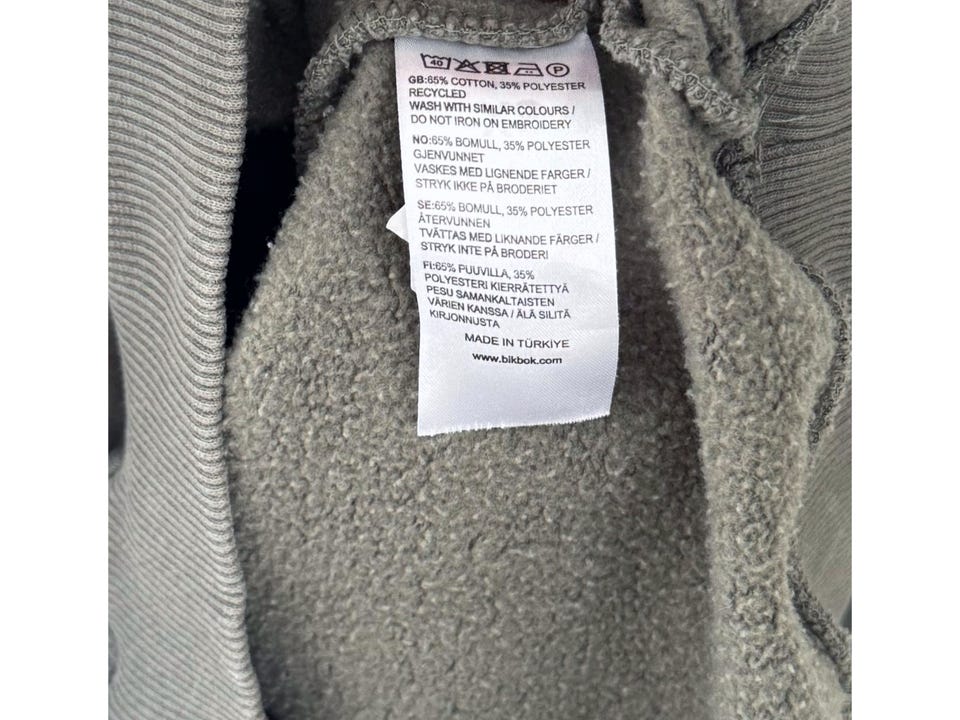 40 P
GB:65% COTTON, 35% POLYESTER
RECYCLED
WASH WITH SIMILAR COLOURS /
DO NOT IRON ON EMBROIDERY
NO:65% BOMULL, 35% POLYESTER
GJENVUNNET
VASKES MED LIGNENDE FARGER /
STRYK IKKE PÅ BRODERIET
SE:65% BOMULL, 35% POLYESTER
ÅTERVUNNEN
TVÄTTAS MED LIKNANDE FÄRGER /
STRYK INTE PÅ BRODERI
FI:65% PUUVILLA, 35%
POLYESTERI KIERRÄTETTYÄ
PESU SAMANKALTAISTEN
VÄRIEN KANSSA / ÄLÄ SILITÄ
KIRJONNUSTA
MADE IN TÜRKİYE
www.bikbok.com